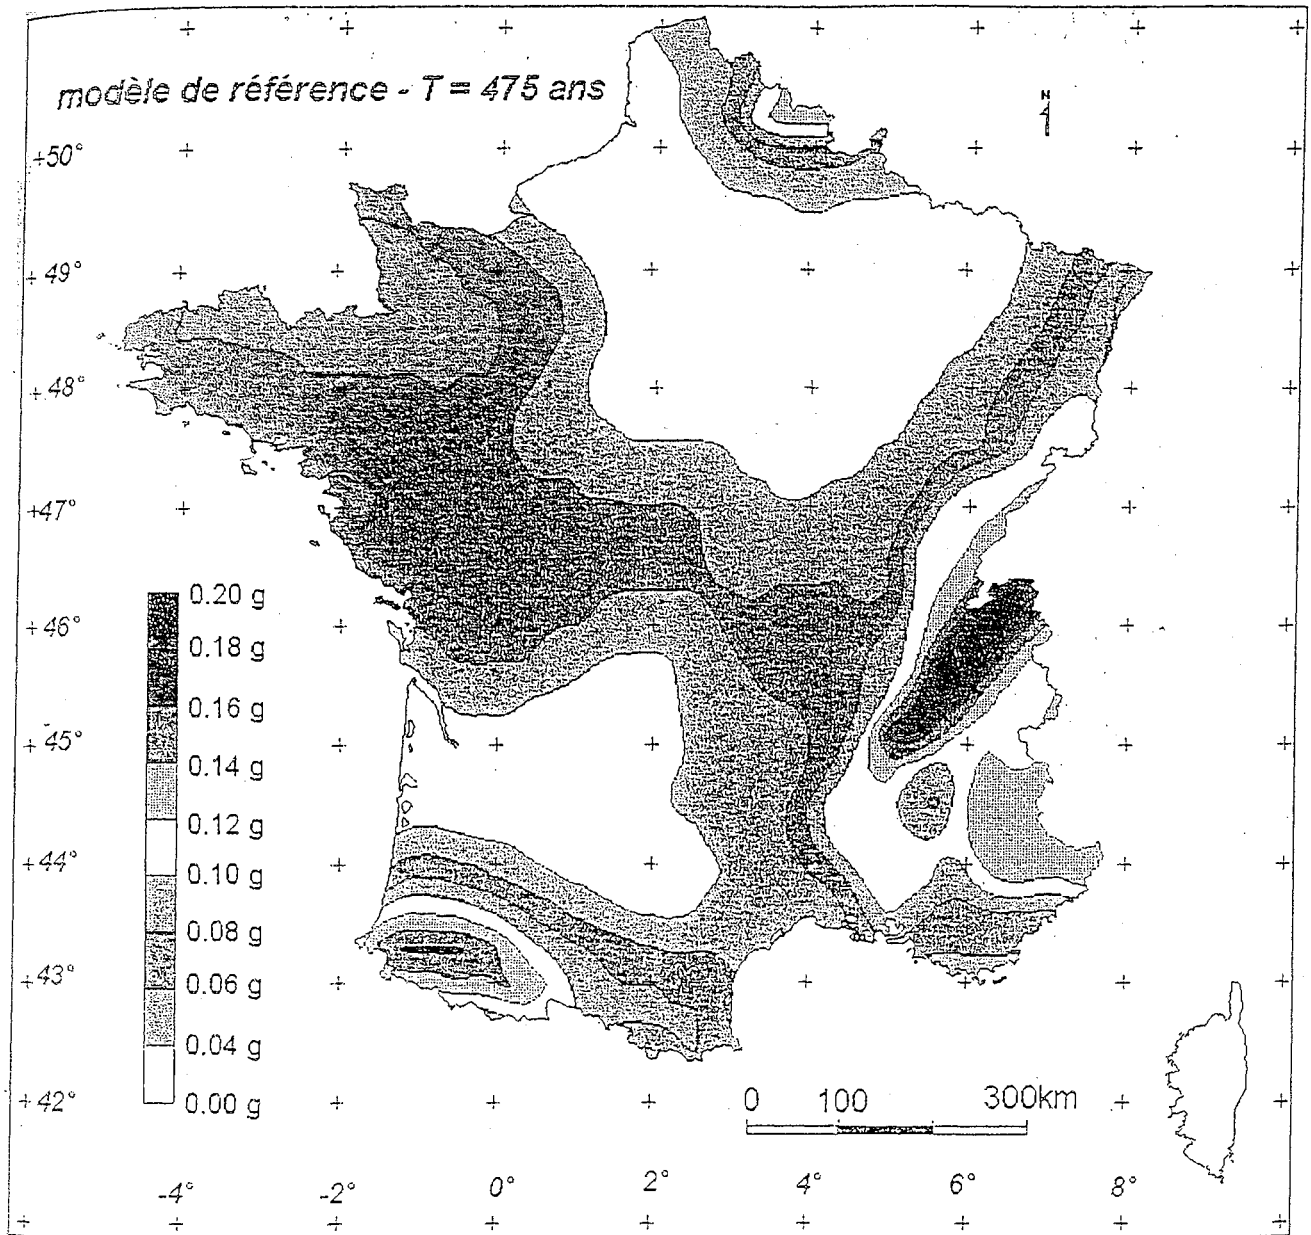 modèle de référence - T = 475 ans
N
+50°
+49°
+48°
+47°
+46°
+45°
+44°
+43°
+42°
0.20 g
0.18 g
0.16 g
0.14 g
0.12 g
0.10 g
0.08 g
0.06 g
0.04 g
0.00 g
0 100 300km
-4° -2° 0° 2° 4° 6° 8°